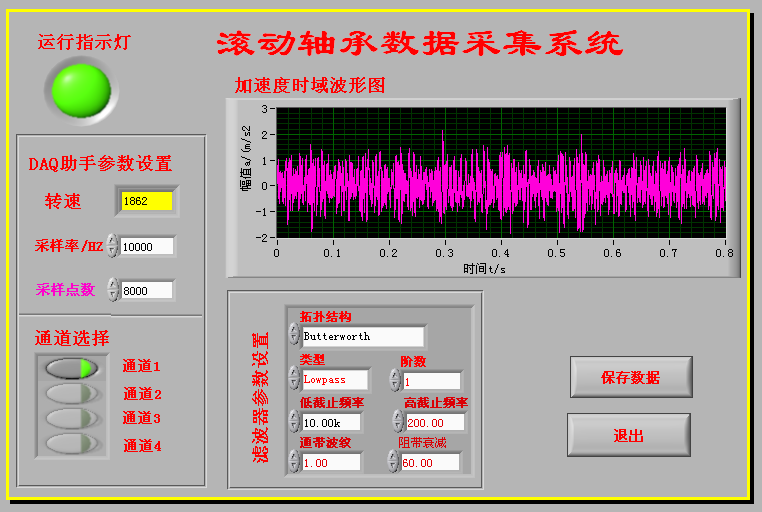 运行指示灯
滚动轴承数据采集系统
加速度时域波形图
幅值a/(m/s2
3
2
1
0
-1
-2
0 0.1 0.2 0.3 0.4 0.5 0.6 0.7 0.8
时间t/s
DAQ助手参数设置
转速 1862
采样率/HZ 10000
采样点数 8000
通道选择
通道1
通道2
通道3
通道4
滤波器参数设置
拓扑结构
Butterworth
类型 阶数
Lowpass 1
低截止频率 高截止频率
10.00k 200.00
通带波纹 阻带衰减
1.00 60.00
保存数据
退出